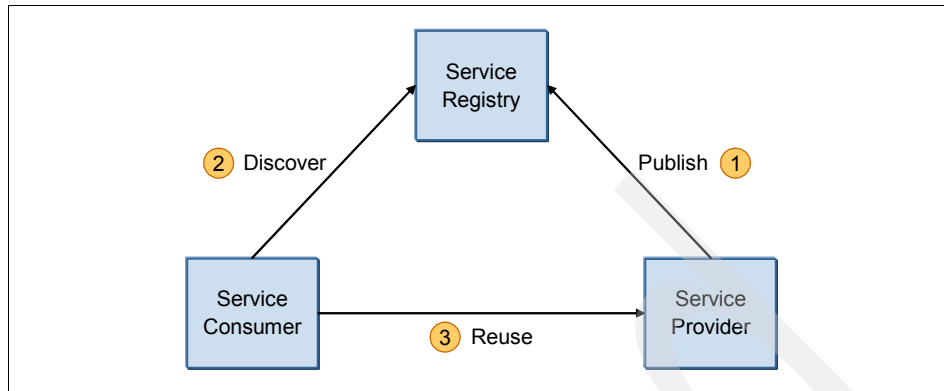 Service
Registry
2 Discover
Publish 1
Service
Consumer
Service
Provider
3 Reuse